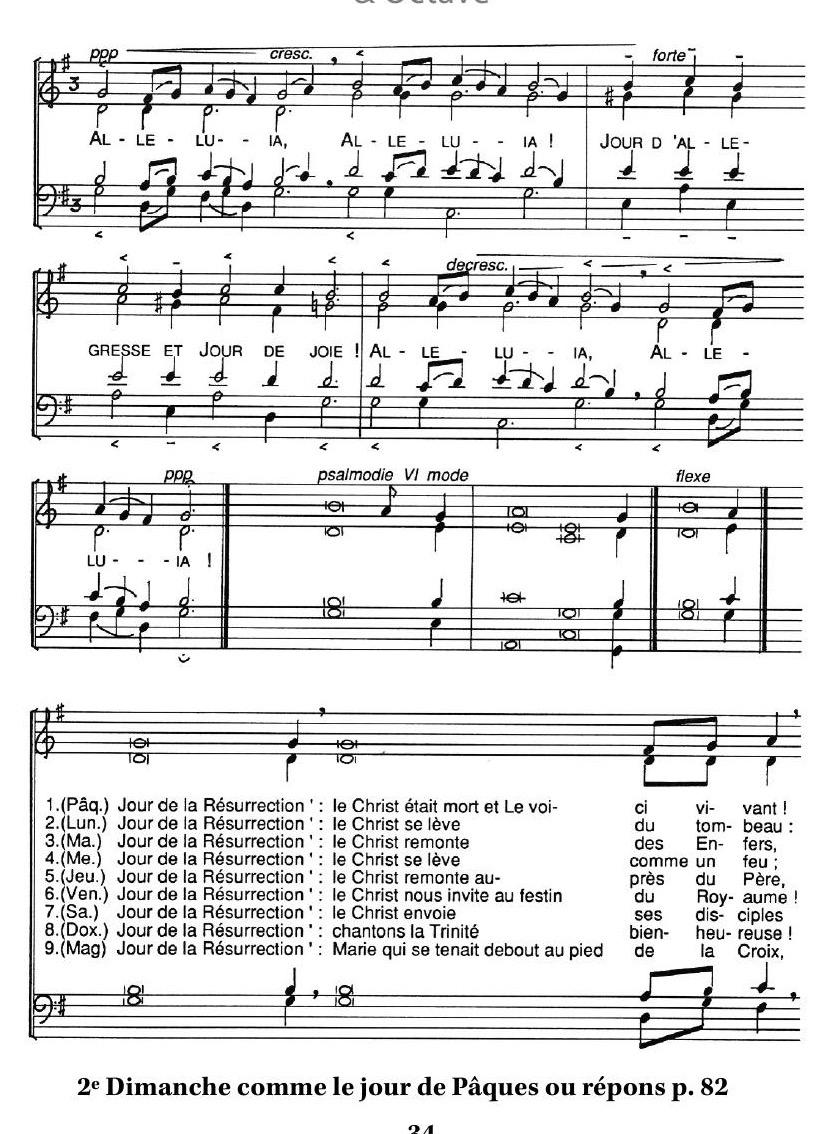 & Octave
ppp cresc. forte
AL - LE - LU - - IA, AL - LE - LU - - IA ! JOUR D 'AL - LE-
decresc.
GRESSE ET JOUR DE JOIE ! AL - LE - LU - - IA, AL - LE -
ppp psalmodie VI mode flexe
LU - - - IA !
1.(Pâq.) Jour de la Résurrection ' : le Christ était mort et Le voi- ci vi- vant !
2.(Lun.) Jour de la Résurrection ' : le Christ se lève du tom- beau :
3.(Ma.) Jour de la Résurrection ' : le Christ remonte des En- fers,
4.(Me.) Jour de la Résurrection ' : le Christ se lève comme un feu ;
5.(Jeu.) Jour de la Résurrection ' : le Christ remonte au- près du Père,
6.(Ven.) Jour de la Résurrection ' : le Christ nous invite au festin du Roy- aume !
7.(Sa.) Jour de la Résurrection ' : le Christ envoie ses dis- ciples
8.(Dox.) Jour de la Résurrection ' : chantons la Trinité bien- heu- reuse !
9.(Mag) Jour de la Résurrection ' : Marie qui se tenait debout au pied de la Croix,
2e Dimanche comme le jour de Pâques ou répons p. 82
34